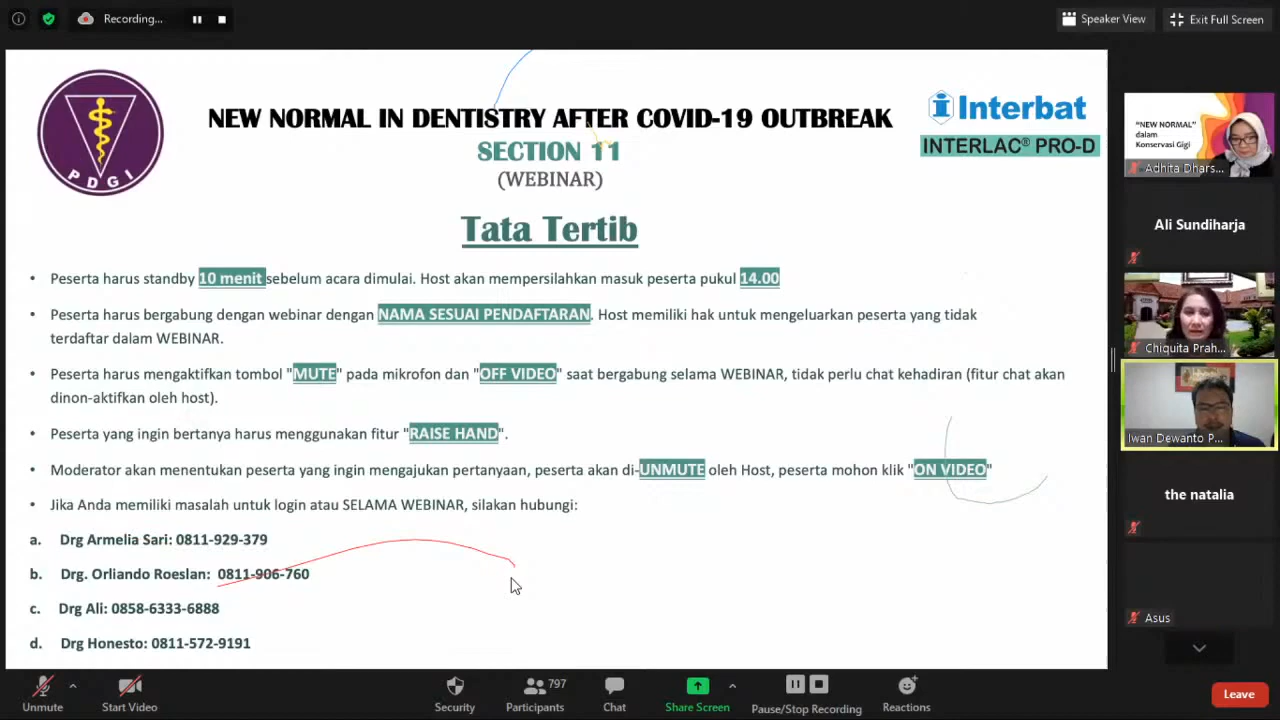 Recording...
Speaker View
Exit Full Screen
PDGI
NEW NORMAL IN DENTISTRY AFTER COVID-19 OUTBREAK
SECTION 11
(WEBINAR)
Interbat
INTERLAC® PRO-D
Tata Tertib
• Peserta harus standby 10 menit sebelum acara dimulai. Host akan mempersilahkan masuk peserta pukul 14.00
• Peserta harus bergabung dengan webinar dengan NAMA SESUAI PENDAFTARAN. Host memiliki hak untuk mengeluarkan peserta yang tidak
terdaftar dalam WEBINAR.
• Peserta harus mengaktifkan tombol "MUTE" pada mikrofon dan "OFF VIDEO" saat bergabung selama WEBINAR, tidak perlu chat kehadiran (fitur chat akan
dinon-aktifkan oleh host).
• Peserta yang ingin bertanya harus menggunakan fitur "RAISE HAND".
• Moderator akan menentukan peserta yang ingin mengajukan pertanyaan, peserta akan di-UNMUTE oleh Host, peserta mohon klik "ON VIDEO"
• Jika Anda memiliki masalah untuk login atau SELAMA WEBINAR, silakan hubungi:
a. Drg Armelia Sari: 0811-929-379
b. Drg. Orliando Roeslan: 0811-906-760
c. Drg Ali: 0858-6333-6888
d. Drg Honesto: 0811-572-9191
"NEW NORMAL"
dalam
Konservasi Gigi
Adhita Dhars...
Ali Sundiharja
Chiquita Prah...
Iwan Dewanto P...
the natalia
Asus
Unmute
Start Video
Security
797
Participants
Chat
Share Screen
Pause/Stop Recording
Reactions
Leave